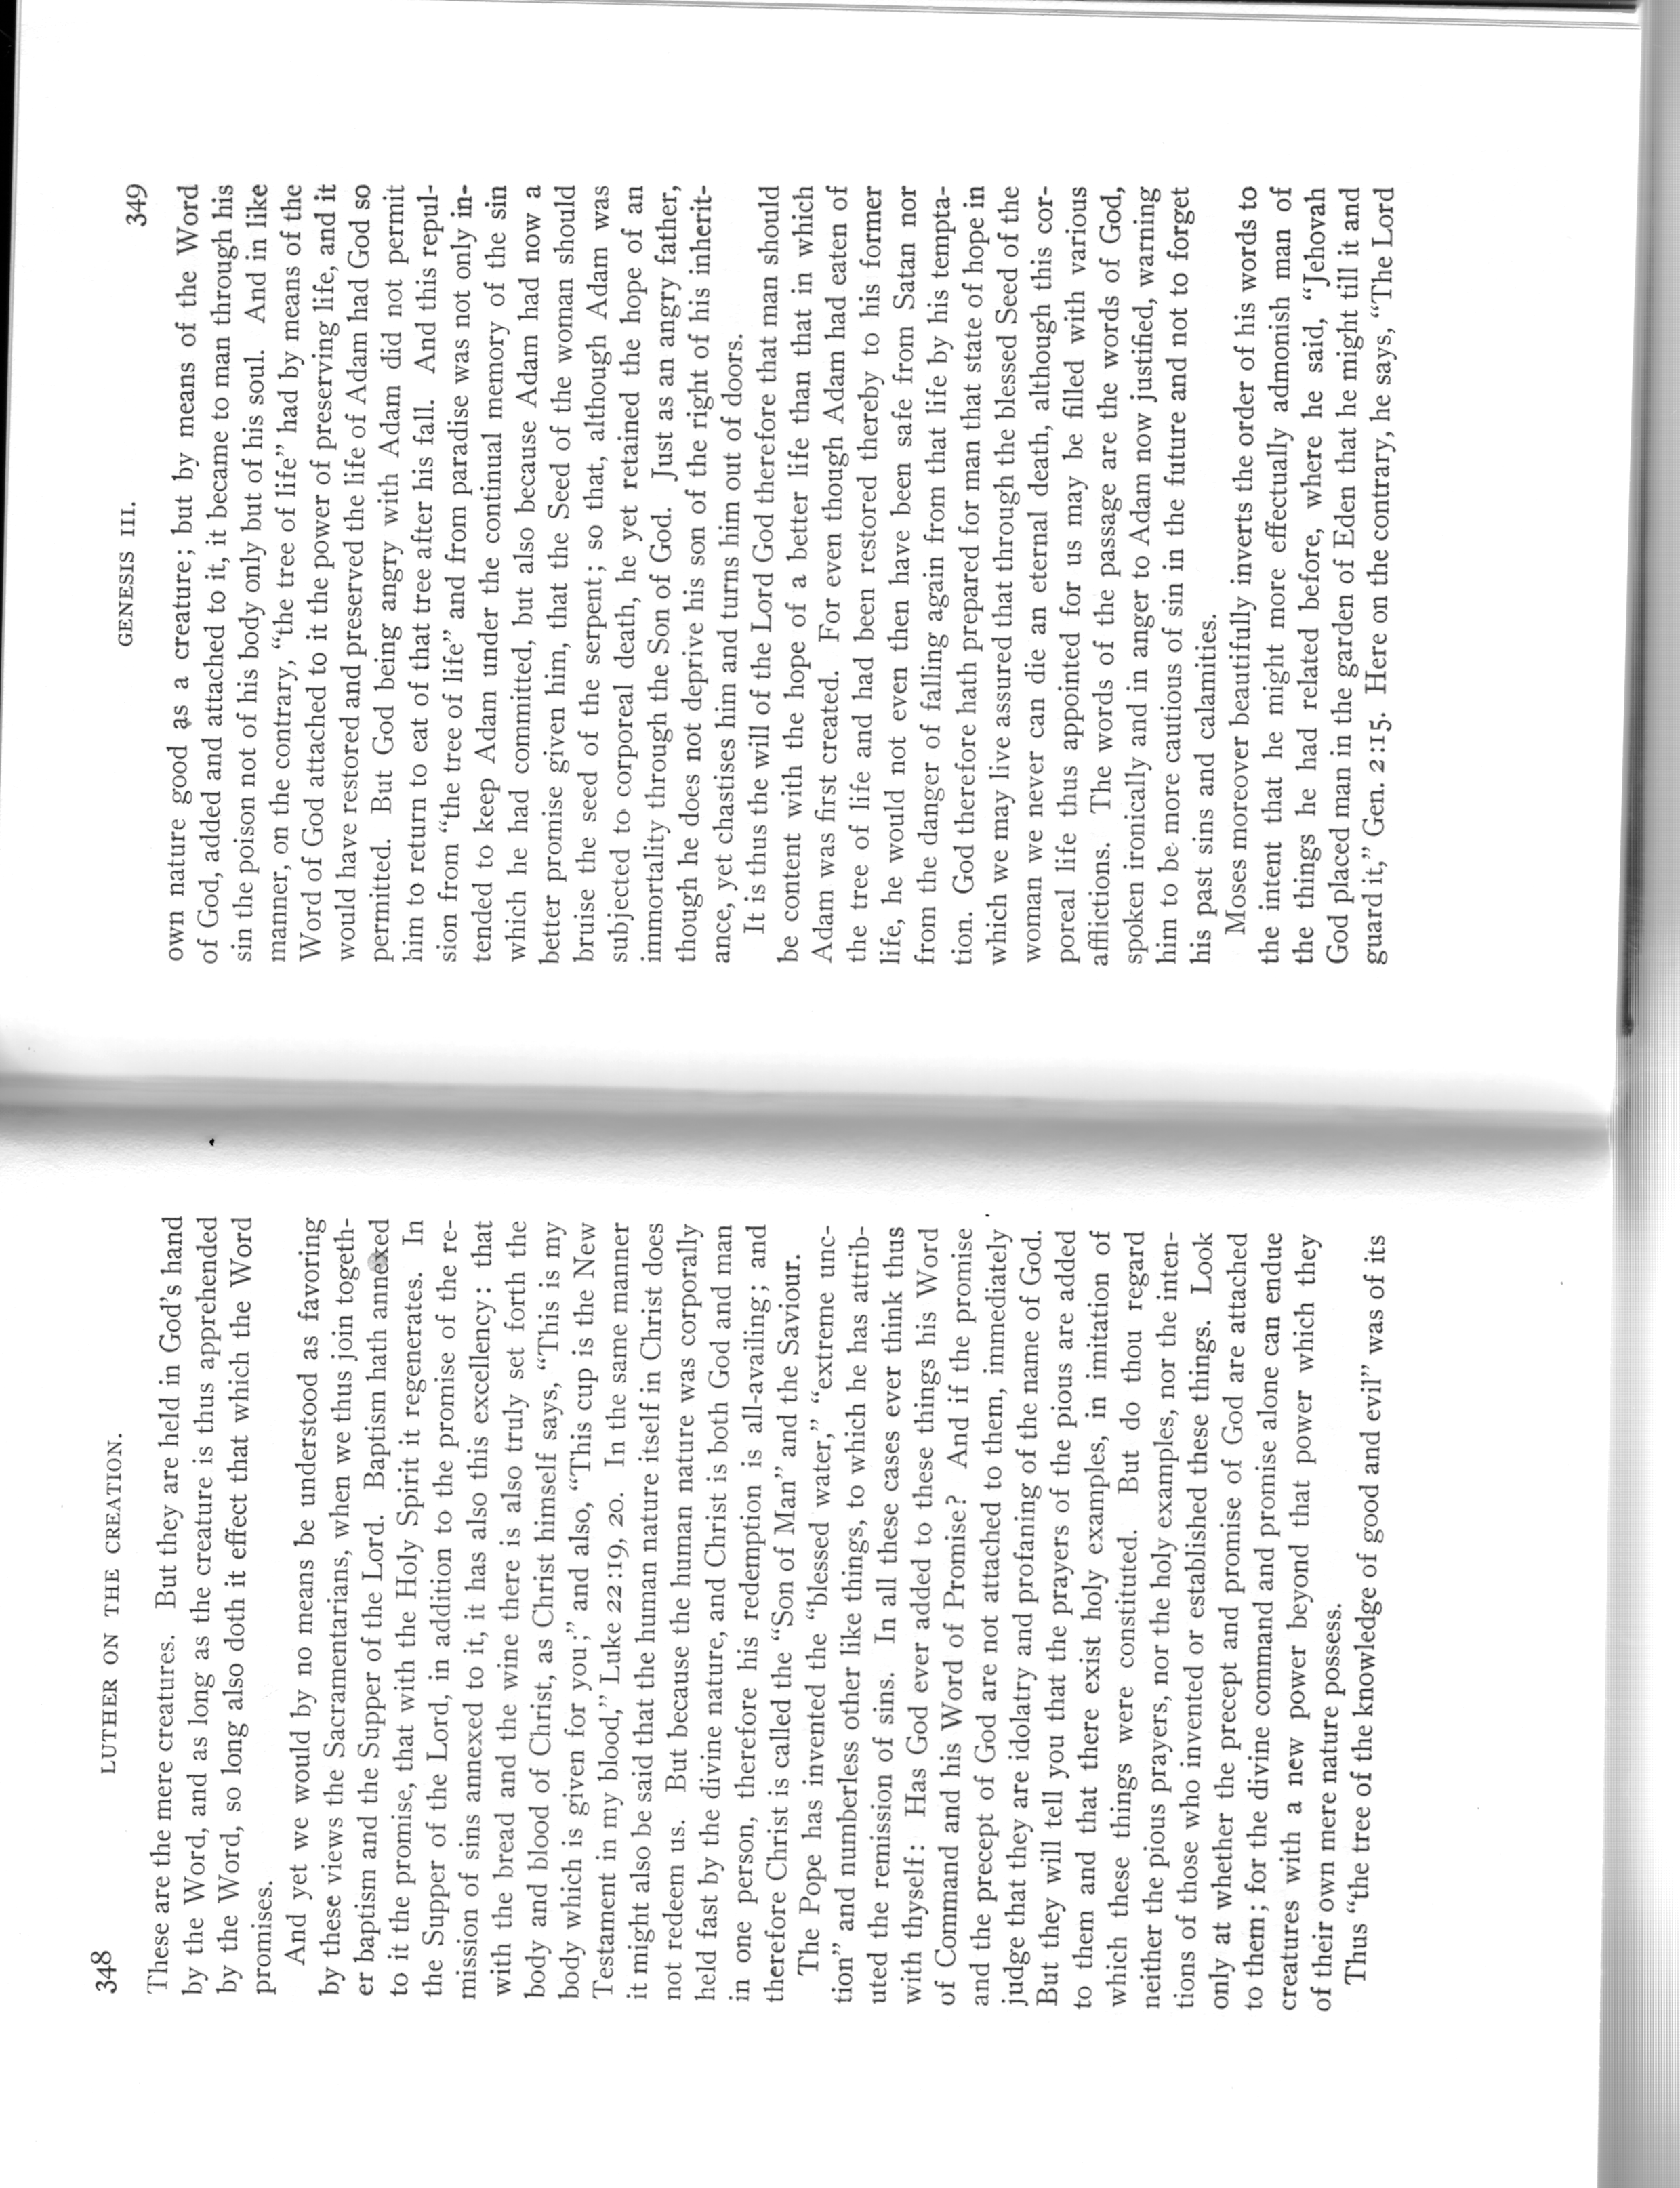 348
LUTHER ON THE CREATION.
These are the mere creatures. But they are held in God's hand
by the Word, and as long as the creature is thus apprehended
by the Word, so long also doth it effect that which the Word
promises.
And yet we would by no means be understood as favoring
by these views the Sacramentarians, when we thus join togeth-
er baptism and the Supper of the Lord. Baptism hath annexed
to it the promise, that with the Holy Spirit it regenerates. In
the Supper of the Lord, in addition to the promise of the re-
mission of sins annexed to it, it has also this excellency: that
with the bread and the wine there is also truly set forth the
body and blood of Christ, as Christ himself says, “This is my
body which is given for you;” and also, “This cup is the New
Testament in my blood,” Luke 22:19, 20. In the same manner
it might also be said that the human nature itself in Christ does
not redeem us. But because the human nature was corporally
held fast by the divine nature, and Christ is both God and man
in one person, therefore his redemption is all-availing; and
therefore Christ is called the “Son of Man” and the Saviour.
The Pope has invented the “blessed water,” “extreme unc-
tion” and numberless other like things, to which he has attrib-
uted the remission of sins. In all these cases ever think thus
with thyself: Has God ever added to these things his Word
of Command and his Word of Promise? And if the promise
and the precept of God are not attached to them, immediately
judge that they are idolatry and profaning of the name of God.
But they will tell you that the prayers of the pious are added
to them and that there exist holy examples, in imitation of
which these things were constituted. But do thou regard
neither the pious prayers, nor the holy examples, nor the inten-
tions of those who invented or established these things. Look
only at whether the precept and promise of God are attached
to them; for the divine command and promise alone can endue
creatures with a new power beyond that power which they
of their own mere nature possess.
Thus “the tree of the knowledge of good and evil” was of its
GENESIS III.
349
own nature good as a creature; but by means of the Word
of God, added and attached to it, it became to man through his
sin the poison not of his body only but of his soul. And in like
manner, on the contrary, “the tree of life” had by means of the
Word of God attached to it the power of preserving life, and it
would have restored and preserved the life of Adam had God so
permitted. But God being angry with Adam did not permit
him to return to eat of that tree after his fall. And this repul-
sion from “the tree of life” and from paradise was not only in-
tended to keep Adam under the continual memory of the sin
which he had committed, but also because Adam had now a
better promise given him, that the Seed of the woman should
bruise the seed of the serpent; so that, although Adam was
subjected to corporeal death, he yet retained the hope of an
immortality through the Son of God. Just as an angry father,
though he does not deprive his son of the right of his inherit-
ance, yet chastises him and turns him out of doors.
It is thus the will of the Lord God therefore that man should
be content with the hope of a better life than that in which
Adam was first created. For even though Adam had eaten of
the tree of life and had been restored thereby to his former
life, he would not even then have been safe from Satan nor
from the danger of falling again from that life by his tempta-
tion. God therefore hath prepared for man that state of hope in
which we may live assured that through the blessed Seed of the
woman we never can die an eternal death, although this cor-
poreal life thus appointed for us may be filled with various
afflictions. The words of the passage are the words of God,
spoken ironically and in anger to Adam now justified, warning
him to be more cautious of sin in the future and not to forget
his past sins and calamities.
Moses moreover beautifully inverts the order of his words to
the intent that he might more effectually admonish man of
the things he had related before, where he said, “Jehovah
God placed man in the garden of Eden that he might till it and
guard it,” Gen. 2:15. Here on the contrary, he says, “The Lord